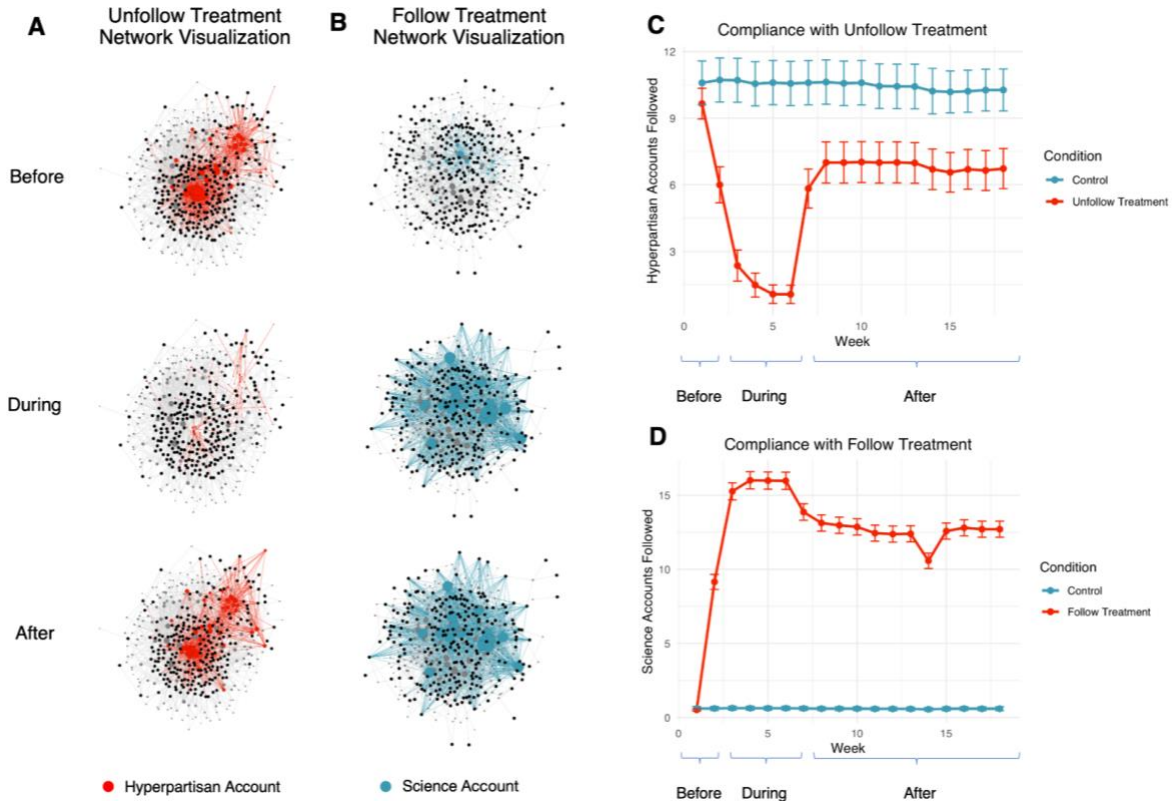 A
Unfollow Treatment
Network Visualization
B
Follow Treatment
Network Visualization
Before
During
After
Hyperpartisan Account
Science Account
C
Compliance with Unfollow Treatment
Hyperpartisan Accounts Followed
12
9
6
3
0
5
10
15
Week
Before
During
After
Condition
Control
Unfollow Treatment
D
Compliance with Follow Treatment
Science Accounts Followed
15
10
5
0
0
5
10
15
Week
Before
During
After
Condition
Control
Follow Treatment